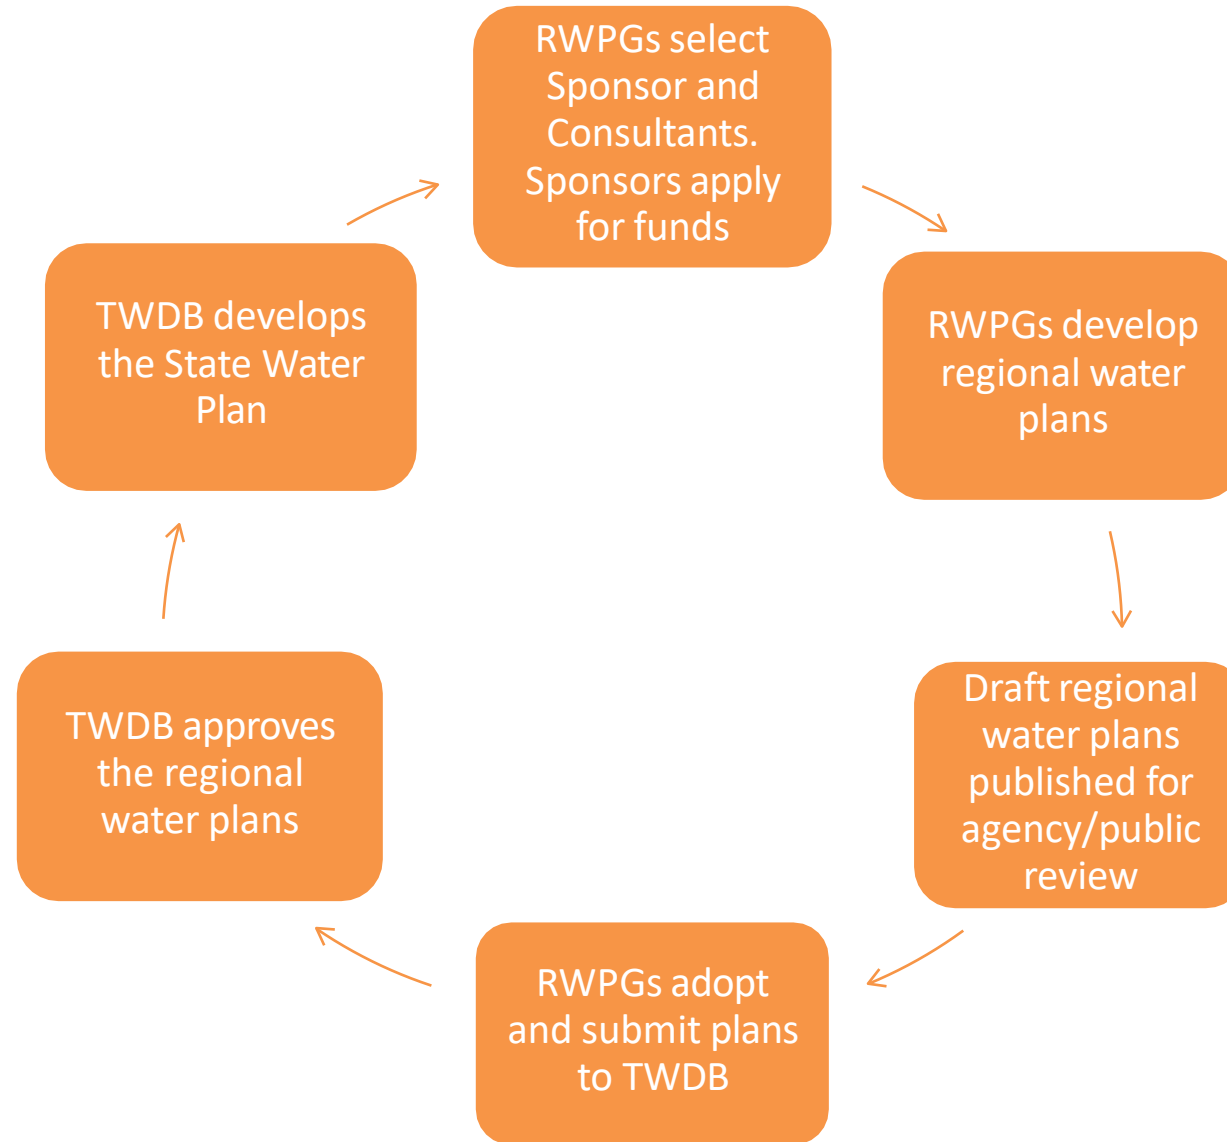 RWPGs select
Sponsor and
Consultants.
Sponsors apply
for funds
RWPGs develop
regional water
plans
Draft regional
water plans
published for
agency/public
review
RWPGs adopt
and submit plans
to TWDB
TWDB approves
the regional
water plans
TWDB develops
the State Water
Plan